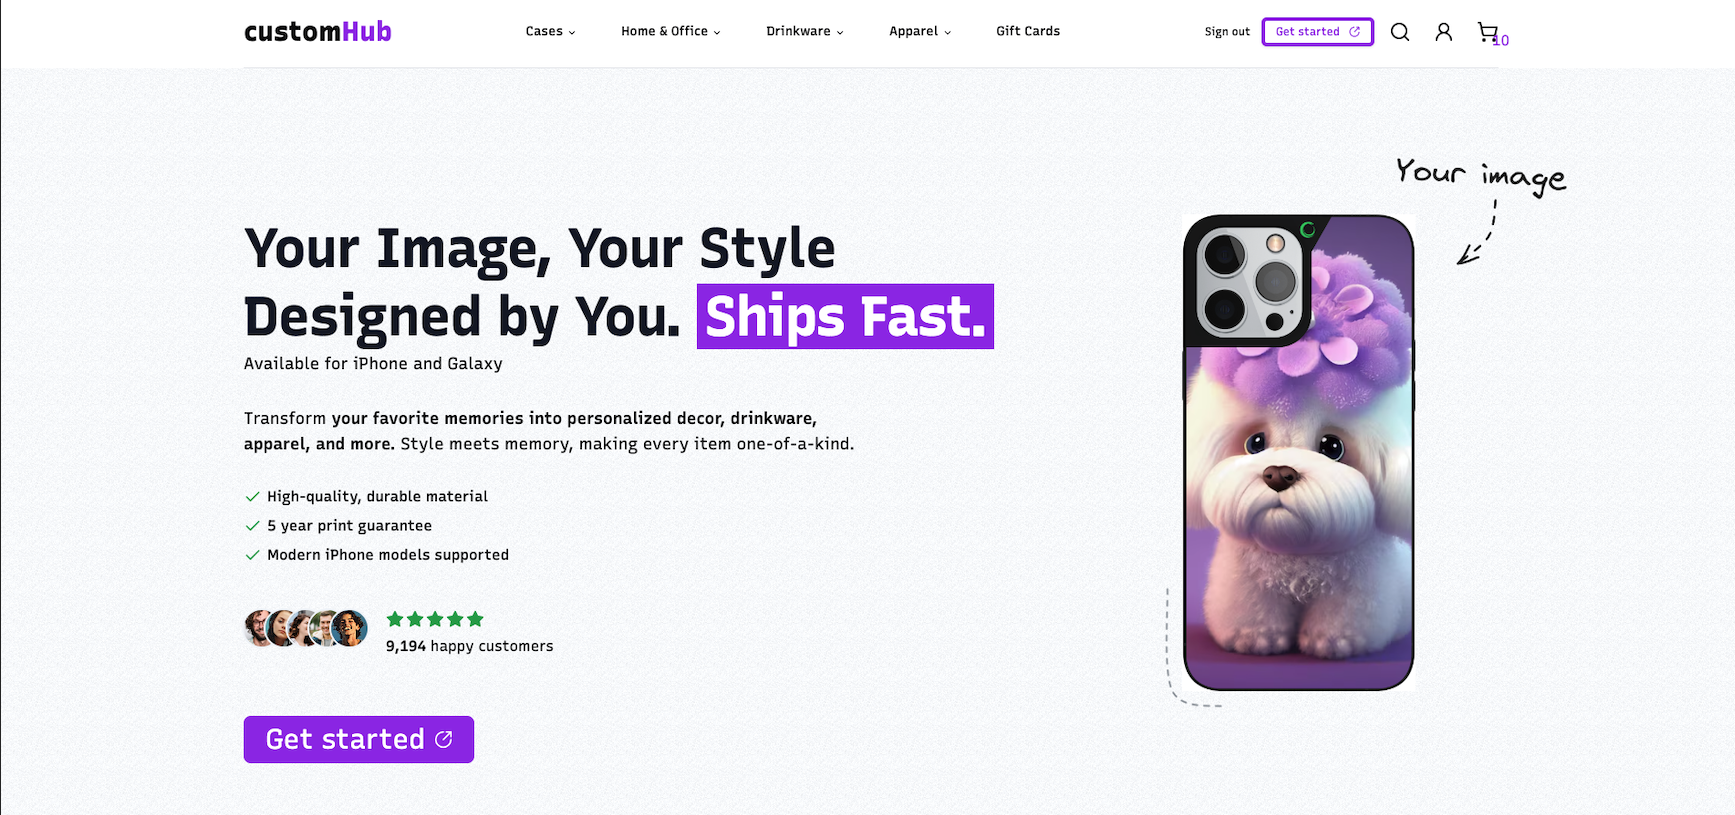 customHub
Cases
Home & Office
Drinkware
Apparel
Gift Cards
Sign out
Get started
10
Your image
Your Image, Your Style
Designed by You. Ships Fast.
Available for iPhone and Galaxy
Transform your favorite memories into personalized decor, drinkware,
apparel, and more. Style meets memory, making every item one-of-a-kind.
High-quality, durable material
5 year print guarantee
Modern iPhone models supported
9,194 happy customers
Get started